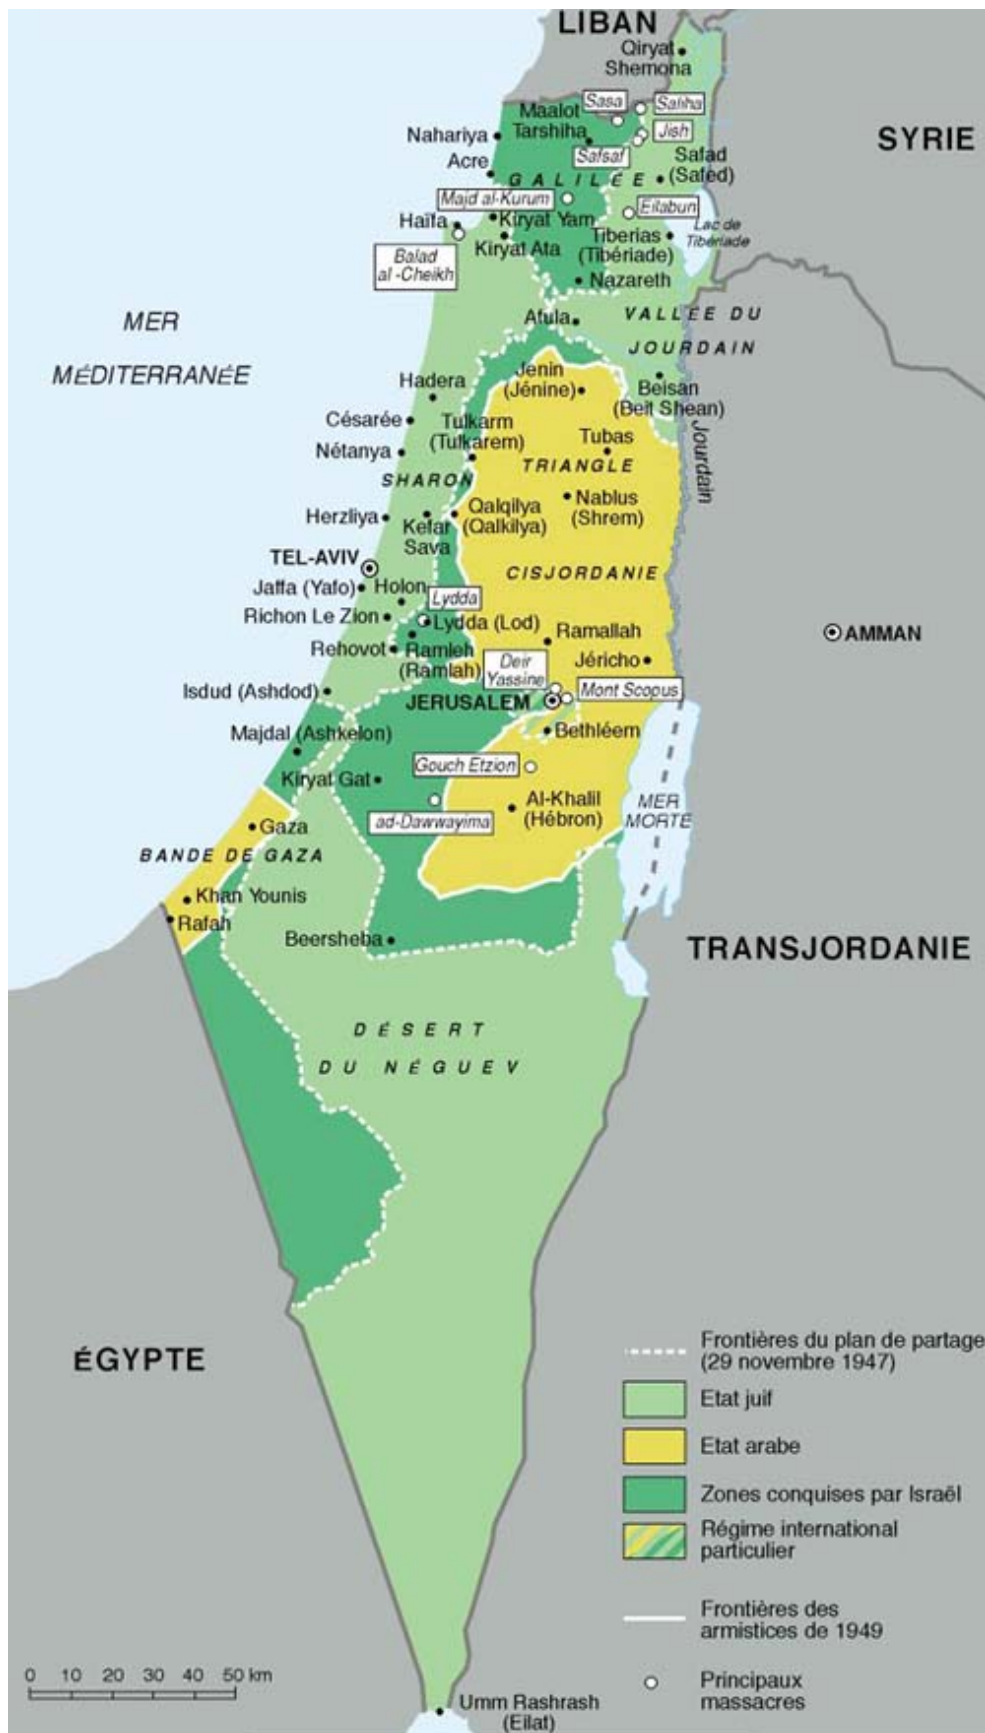 LIBAN
Qiryat
Shemona
Sasa
Saliha
Maalot
Tarshiha
Jish
Nahariya
SYRIE
Safsaf
Safad
(Safed)
Acre
GALILÉE
Majd al-Kurum
Eilabun
Haïfa
Kiryat Yam
Lac de
Tibériade
Kiryat Ata
Tiberias
(Tibériade)
Balad
al -Cheikh
Nazareth
MER
MÉDITERRANÉE
Afula
VALLÉE DU
JOURDAIN
Jenin
(Jénine)
Hadera
Beisan
(Beit Shean)
Césarée
Tulkarm
(Tulkarem)
Tubas
Jourdain
Nétanya
TRIANGLE
SHARON
Nablus
(Shrem)
Herzliya
Kefar
Sava
Qalqilya
(Qalkilya)
TEL-AVIV
CISJORDANIE
Jaffa (Yafo)
Holon
Lydda
Richon Le Zion
Lydda (Lod)
Ramallah
AMMAN
Rehovot
Ramleh
(Ramlah)
Deir
Yassine
Jéricho
Isdud (Ashdod)
JERUSALEM
Mont Scopus
Majdal (Ashkelon)
Bethléem
Kiryat Gat
Gouch Etzion
ad-Dawwayima
Al-Khalil
(Hébron)
MER
MORTE
Gaza
BANDE DE GAZA
Khan Younis
Rafah
Beersheba
TRANSJORDANIE
DÉSERT
DU NÉGUEV
ÉGYPTE
Frontières du plan de partage
(29 novembre 1947)
Etat juif
Etat arabe
Zones conquises par Israël
Régime international
particulier
Frontières des
armistices de 1949
Principaux
massacres
0 10 20 30 40 50 km
Umm Rashrash
(Eilat)